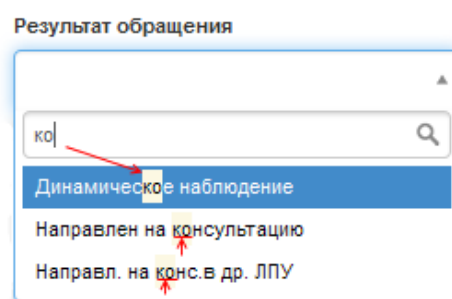 Результат обращения
ко
Динамическое наблюдение
Направлен на консультацию
Направл. на конс.в др. ЛПУ